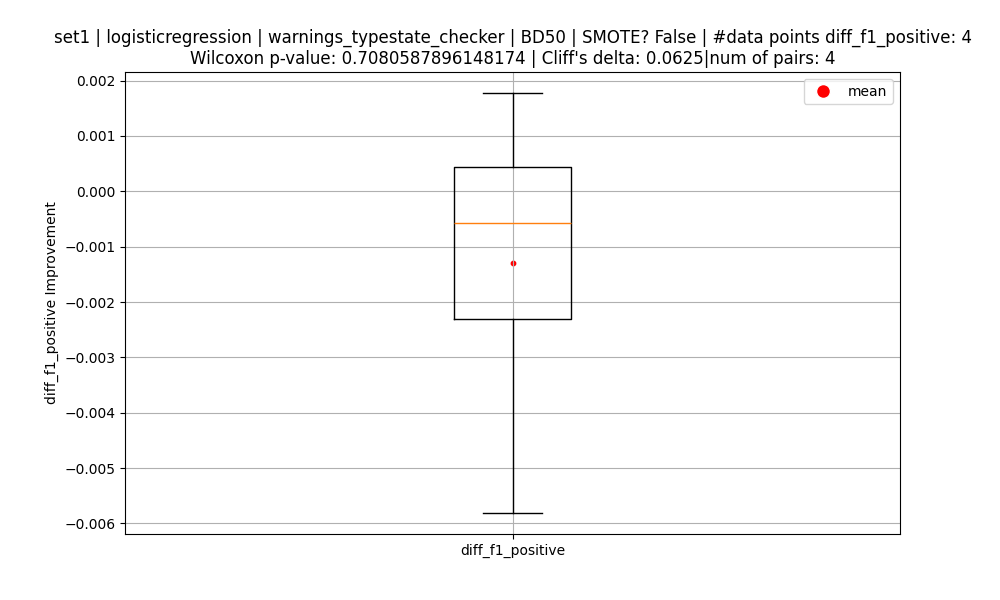 set1 | logisticregression | warnings_typestate_checker | BD50 | SMOTE? False | #data points diff_f1_positive: 4
Wilcoxon p-value: 0.7080587896148174 | Cliff's delta: 0.0625|num of pairs: 4
mean
0.002
0.001
0.000
−0.001
−0.002
−0.003
−0.004
−0.005
−0.006
diff_f1_positive Improvement
diff_f1_positive